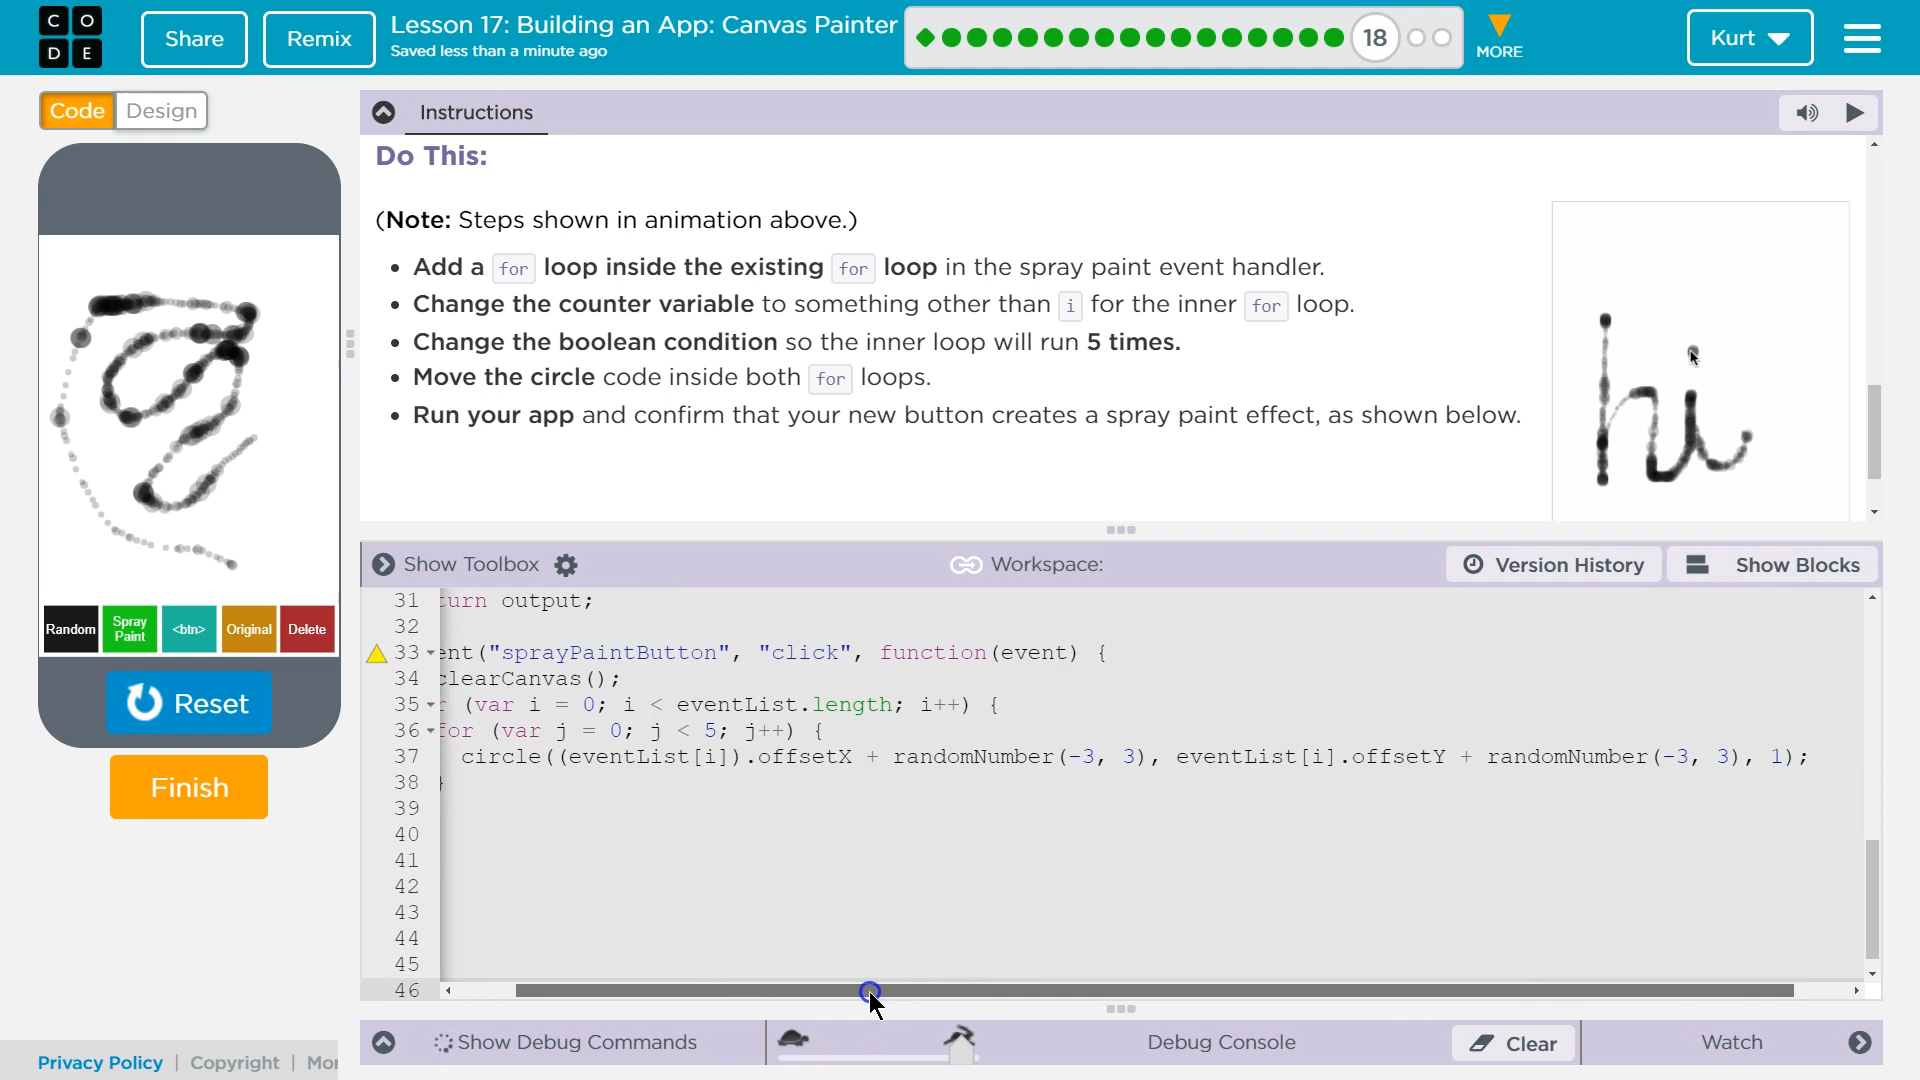 C O
D E
Share
Remix
Lesson 17: Building an App: Canvas Painter
Saved less than a minute ago
18
MORE
Kurt
Code
Design
Instructions
Do This:
(Note: Steps shown in animation above.)
Add a for loop inside the existing for loop in the spray paint event handler.
Change the counter variable to something other than i for the inner for loop.
Change the boolean condition so the inner loop will run 5 times.
Move the circle code inside both for loops.
Run your app and confirm that your new button creates a spray paint effect, as shown below.
hi
Random
Spray
Paint
<btn>
Original
Delete
Reset
Finish
Show Toolbox
Workspace:
Version History
Show Blocks
31 turn output;
32
33 ent("sprayPaintButton", "click", function(event) {
34 clearCanvas();
35 r (var i = 0; i < eventList.length; i++) {
36 for (var j = 0; j < 5; j++) {
37 circle((eventList[i]).offsetX + randomNumber(-3, 3), eventList[i].offsetY + randomNumber(-3, 3), 1);
38 }
39
40
41
42
43
44
45
46
Show Debug Commands
Debug Console
Clear
Watch
Privacy Policy | Copyright | Mor